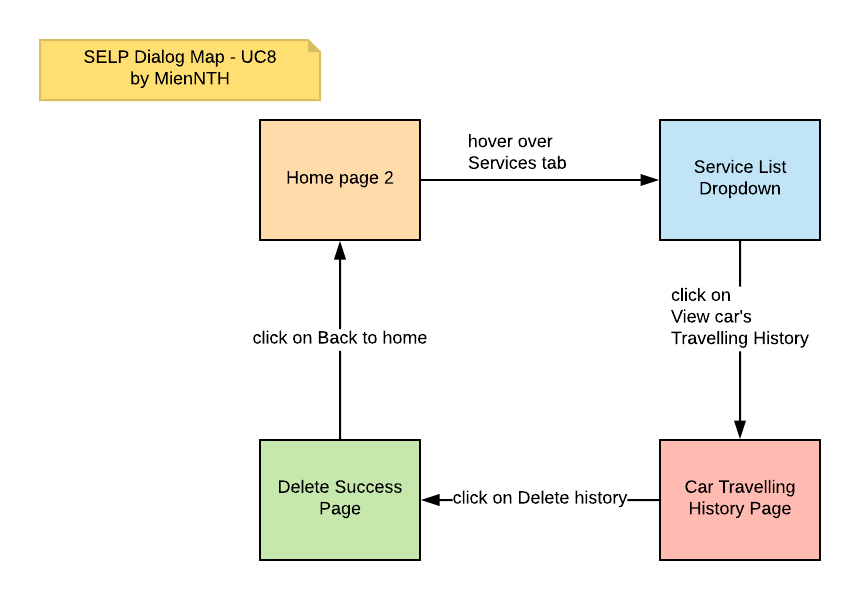 SELP Dialog Map - UC8
by MienNTH
hover over
Services tab
Home page 2
Service List
Dropdown
click on
View car's
Travelling History
click on Back to home
Delete Success
Page
click on Delete history
Car Travelling
History Page